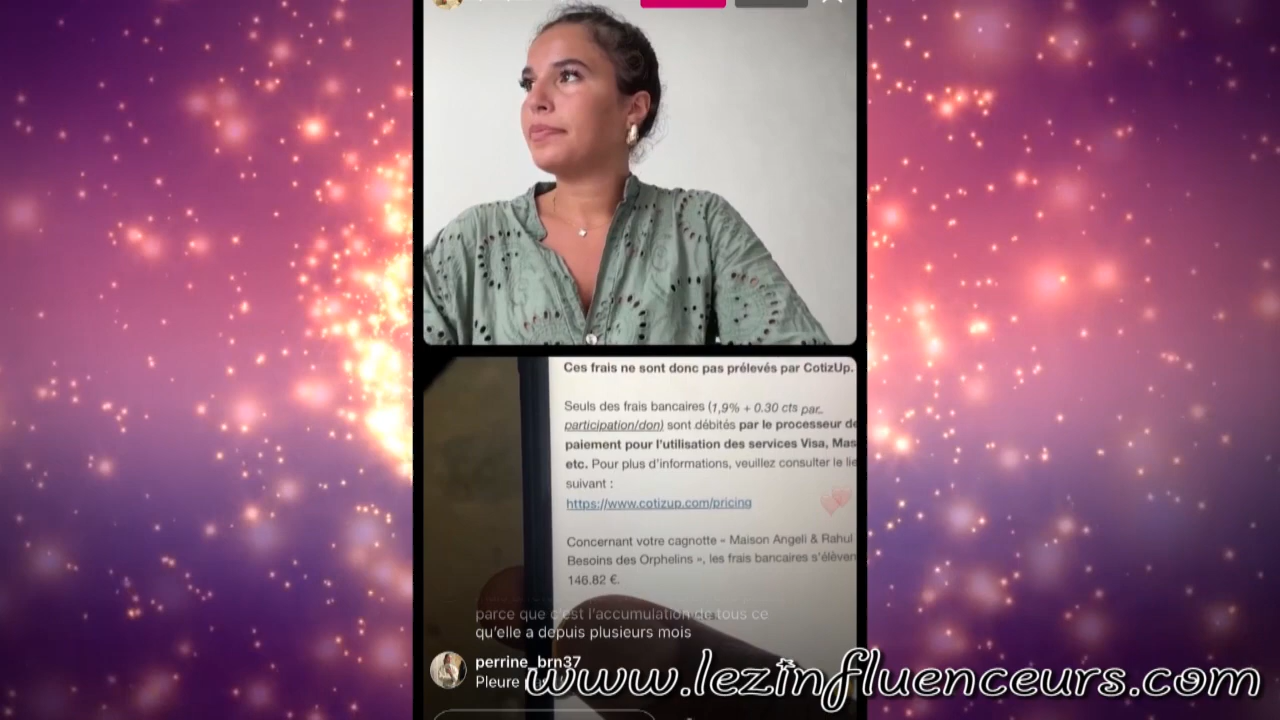 Ces frais ne sont donc pas prélevés par CotizUp.
Seuls des frais bancaires (1,9% + 0.30 cts par
participation/don) sont débités par le processeur de
paiement pour l'utilisation des services Visa, Mas
etc. Pour plus d'informations, veuillez consulter le lie
suivant :
https://www.cotizup.com/pricing
Concernant votre cagnotte « Maison Angeli & Rahul
Besoins des Orphelins », les frais bancaires s'élèven
146.82 €.
parce que c'est l'accumulation de tous ce
qu'elle a depuis plusieurs mois
perrine_brn37
Pleure
www.lezinfluenceurs.com